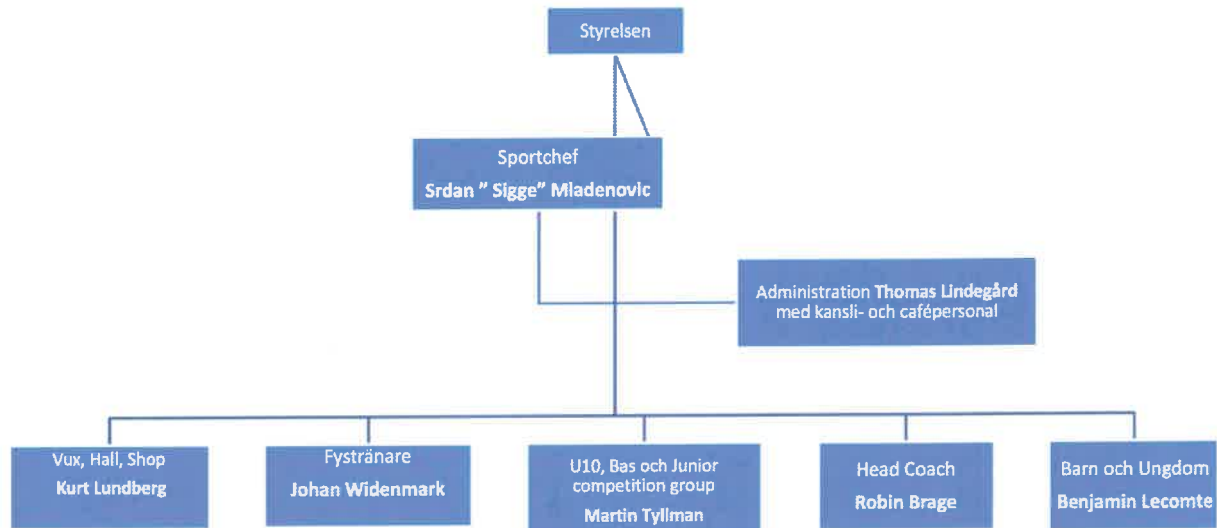 Styrelsen
Sportchef
Srdan ” Sigge” Mladenovic
Administration Thomas Lindegård
med kansli- och cafépersonal
Vux, Hall, Shop
Kurt Lundberg
Fystränare
Johan Widenmark
U10, Bas och Junior
competition group
Martin Tyllman
Head Coach
Robin Brage
Barn och Ungdom
Benjamin Lecomte